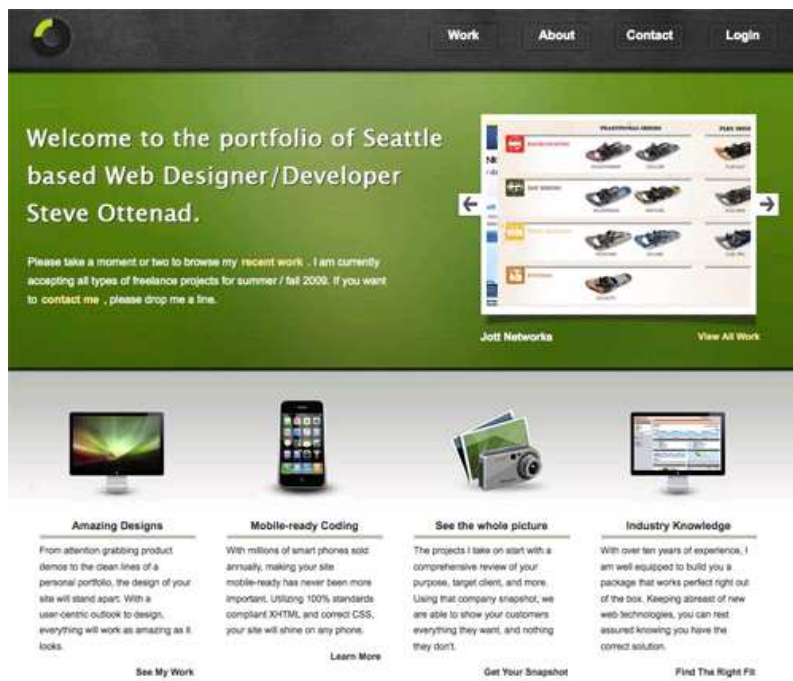 Work About Contact Login
Welcome to the portfolio of Seattle
based Web Designer/Developer
Steve Ottenad.
Please take a moment or two to browse my recent work . I am currently
accepting all types of freelance projects for summer / fall 2009. If you want
to contact me , please drop me a line.
TRADITIONAL SERIES
Jott Networks View All Work
Amazing Designs
From attention grabbing product
demos to the clean lines of a
personal portfolio, the design of your
site will stand apart. With a
user-centric outlook to design,
everything will work as amazing as it
looks.
See My Work
Mobile-ready Coding
With millions of smart phones sold
annually, making your site
mobile-ready has never been more
important. Utilizing 100% standards
compliant XHTML and correct CSS,
your site will shine on any phone.
Learn More
See the whole picture
The projects I take on start with a
comprehensive review of your
purpose, target client, and more.
Using that company snapshot, we
are able to show your customers
everything they want, and nothing
they don't.
Get Your Snapshot
Industry Knowledge
With over ten years of experience, I
am well equipped to build you a
package that works perfect right out
of the box. Keeping abreast of new
web technologies, you can rest
assured knowing you have the
correct solution.
Find The Right Fit